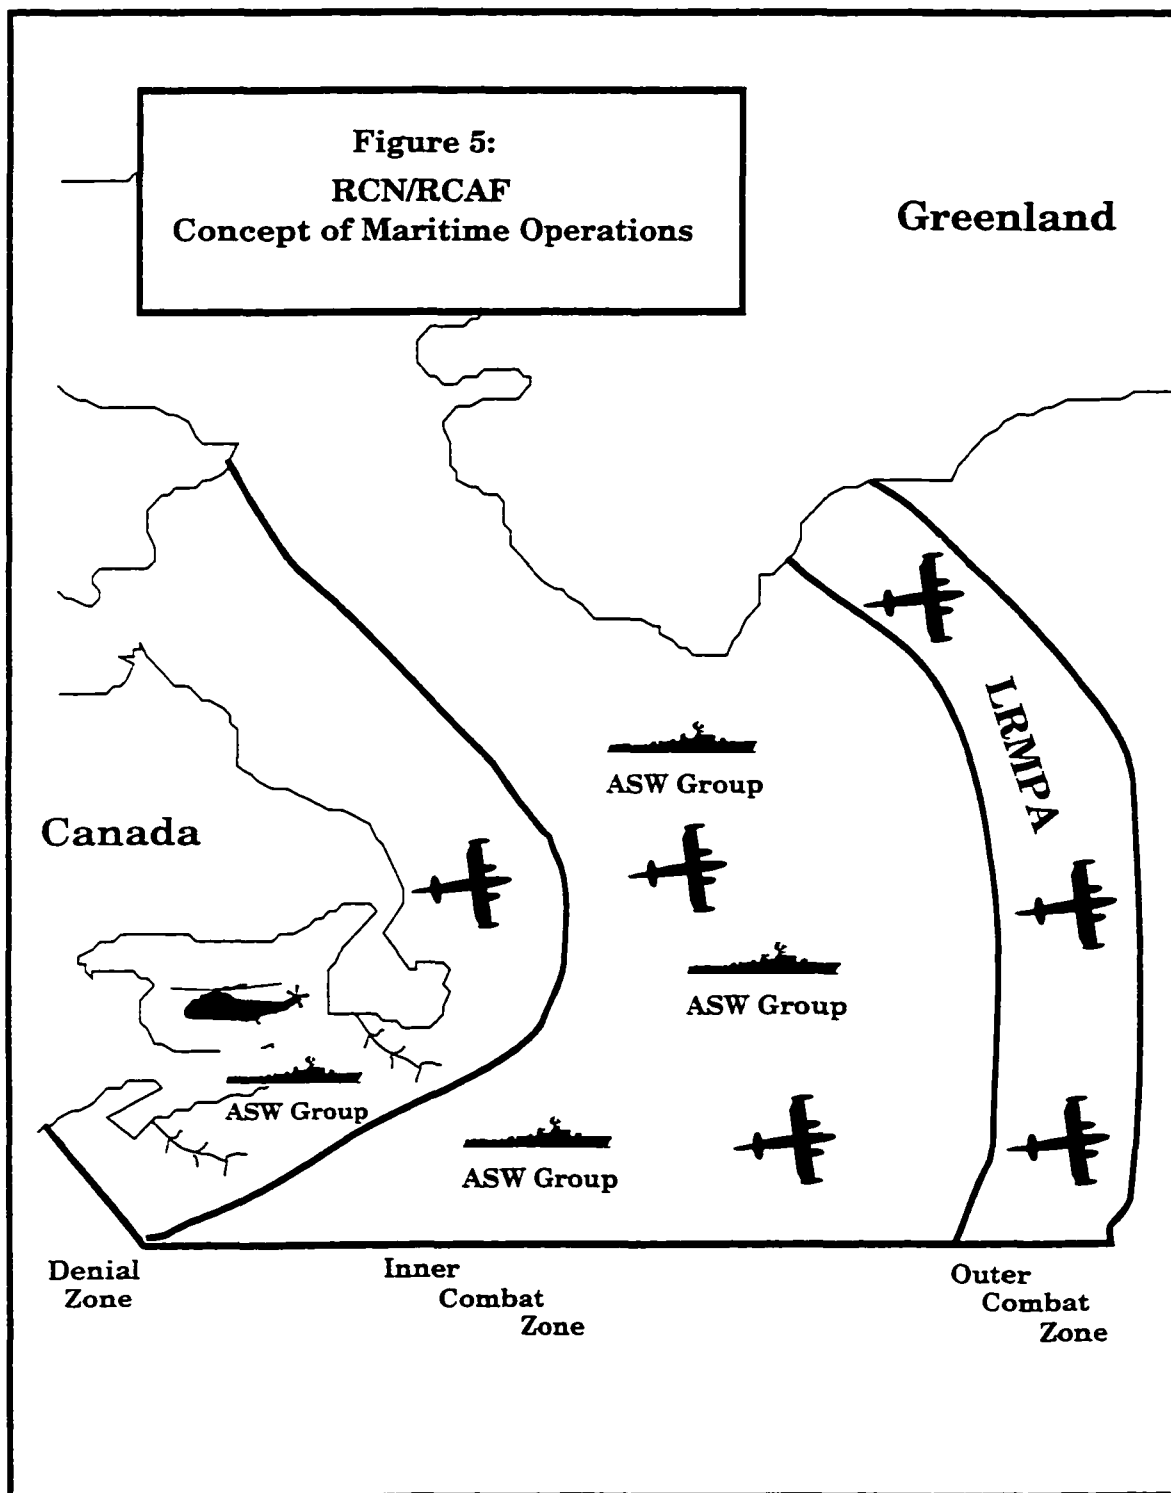 Figure 5:
RCN/RCAF
Concept of Maritime Operations
Greenland
LRMPA
ASW Group
Canada
ASW Group
ASW Group
ASW Group
Denial
Zone
Inner
Combat
Zone
Outer
Combat
Zone